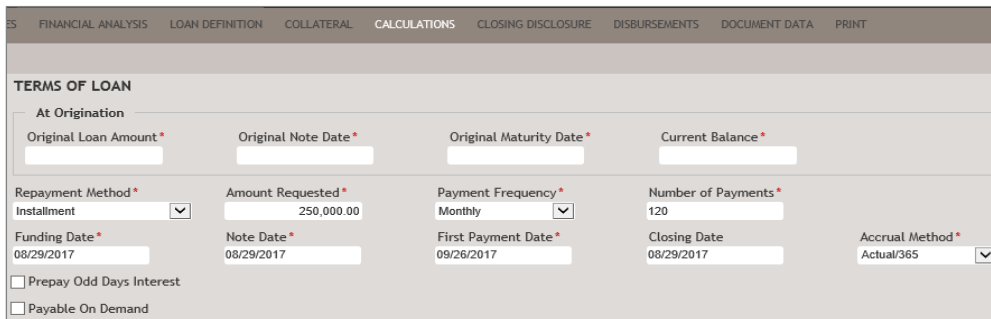 ES FINANCIAL ANALYSIS LOAN DEFINITION COLLATERAL CALCULATIONS CLOSING DISCLOSURE DISBURSEMENTS DOCUMENT DATA PRINT
TERMS OF LOAN
At Origination
Original Loan Amount* Original Note Date* Original Maturity Date* Current Balance*
Repayment Method* Amount Requested* Payment Frequency* Number of Payments*
Installment 250,000.00 Monthly 120
Funding Date* Note Date* First Payment Date* Closing Date Accrual Method*
08/29/2017 08/29/2017 09/26/2017 08/29/2017 Actual/365
Prepay Odd Days Interest
Payable On Demand